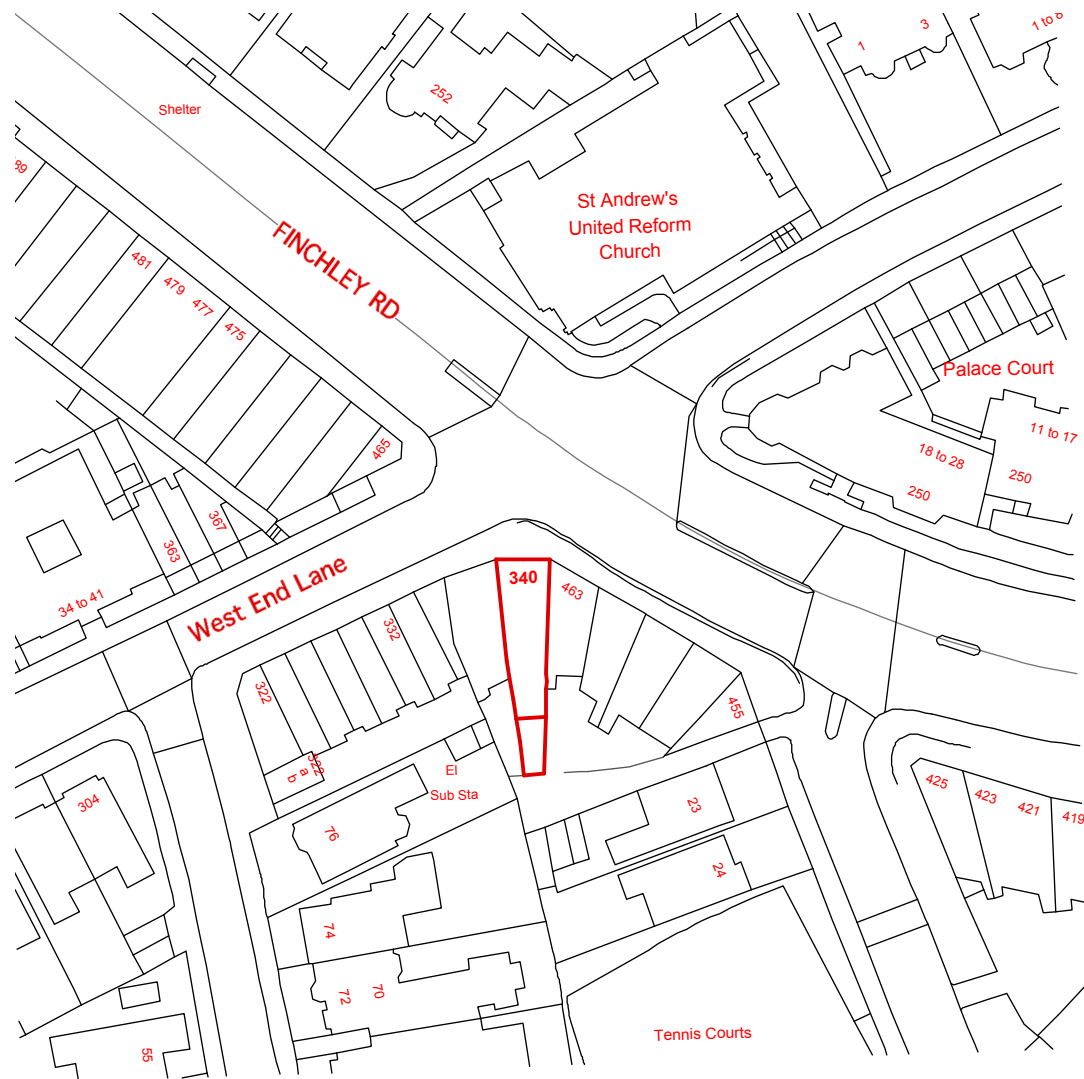 1
3
1 to 8
252
Shelter
89
St Andrew's
United Reform
Church
FINCHLEY RD
481
479
477
475
465
Palace Court
11 to 17
18 to 28
250
250
367
363
West End Lane
34 to 41
340
463
332
322
455
322
a
b
El
Sub Sta
76
23
24
304
425
423
421
419
74
72
70
55
Tennis Courts